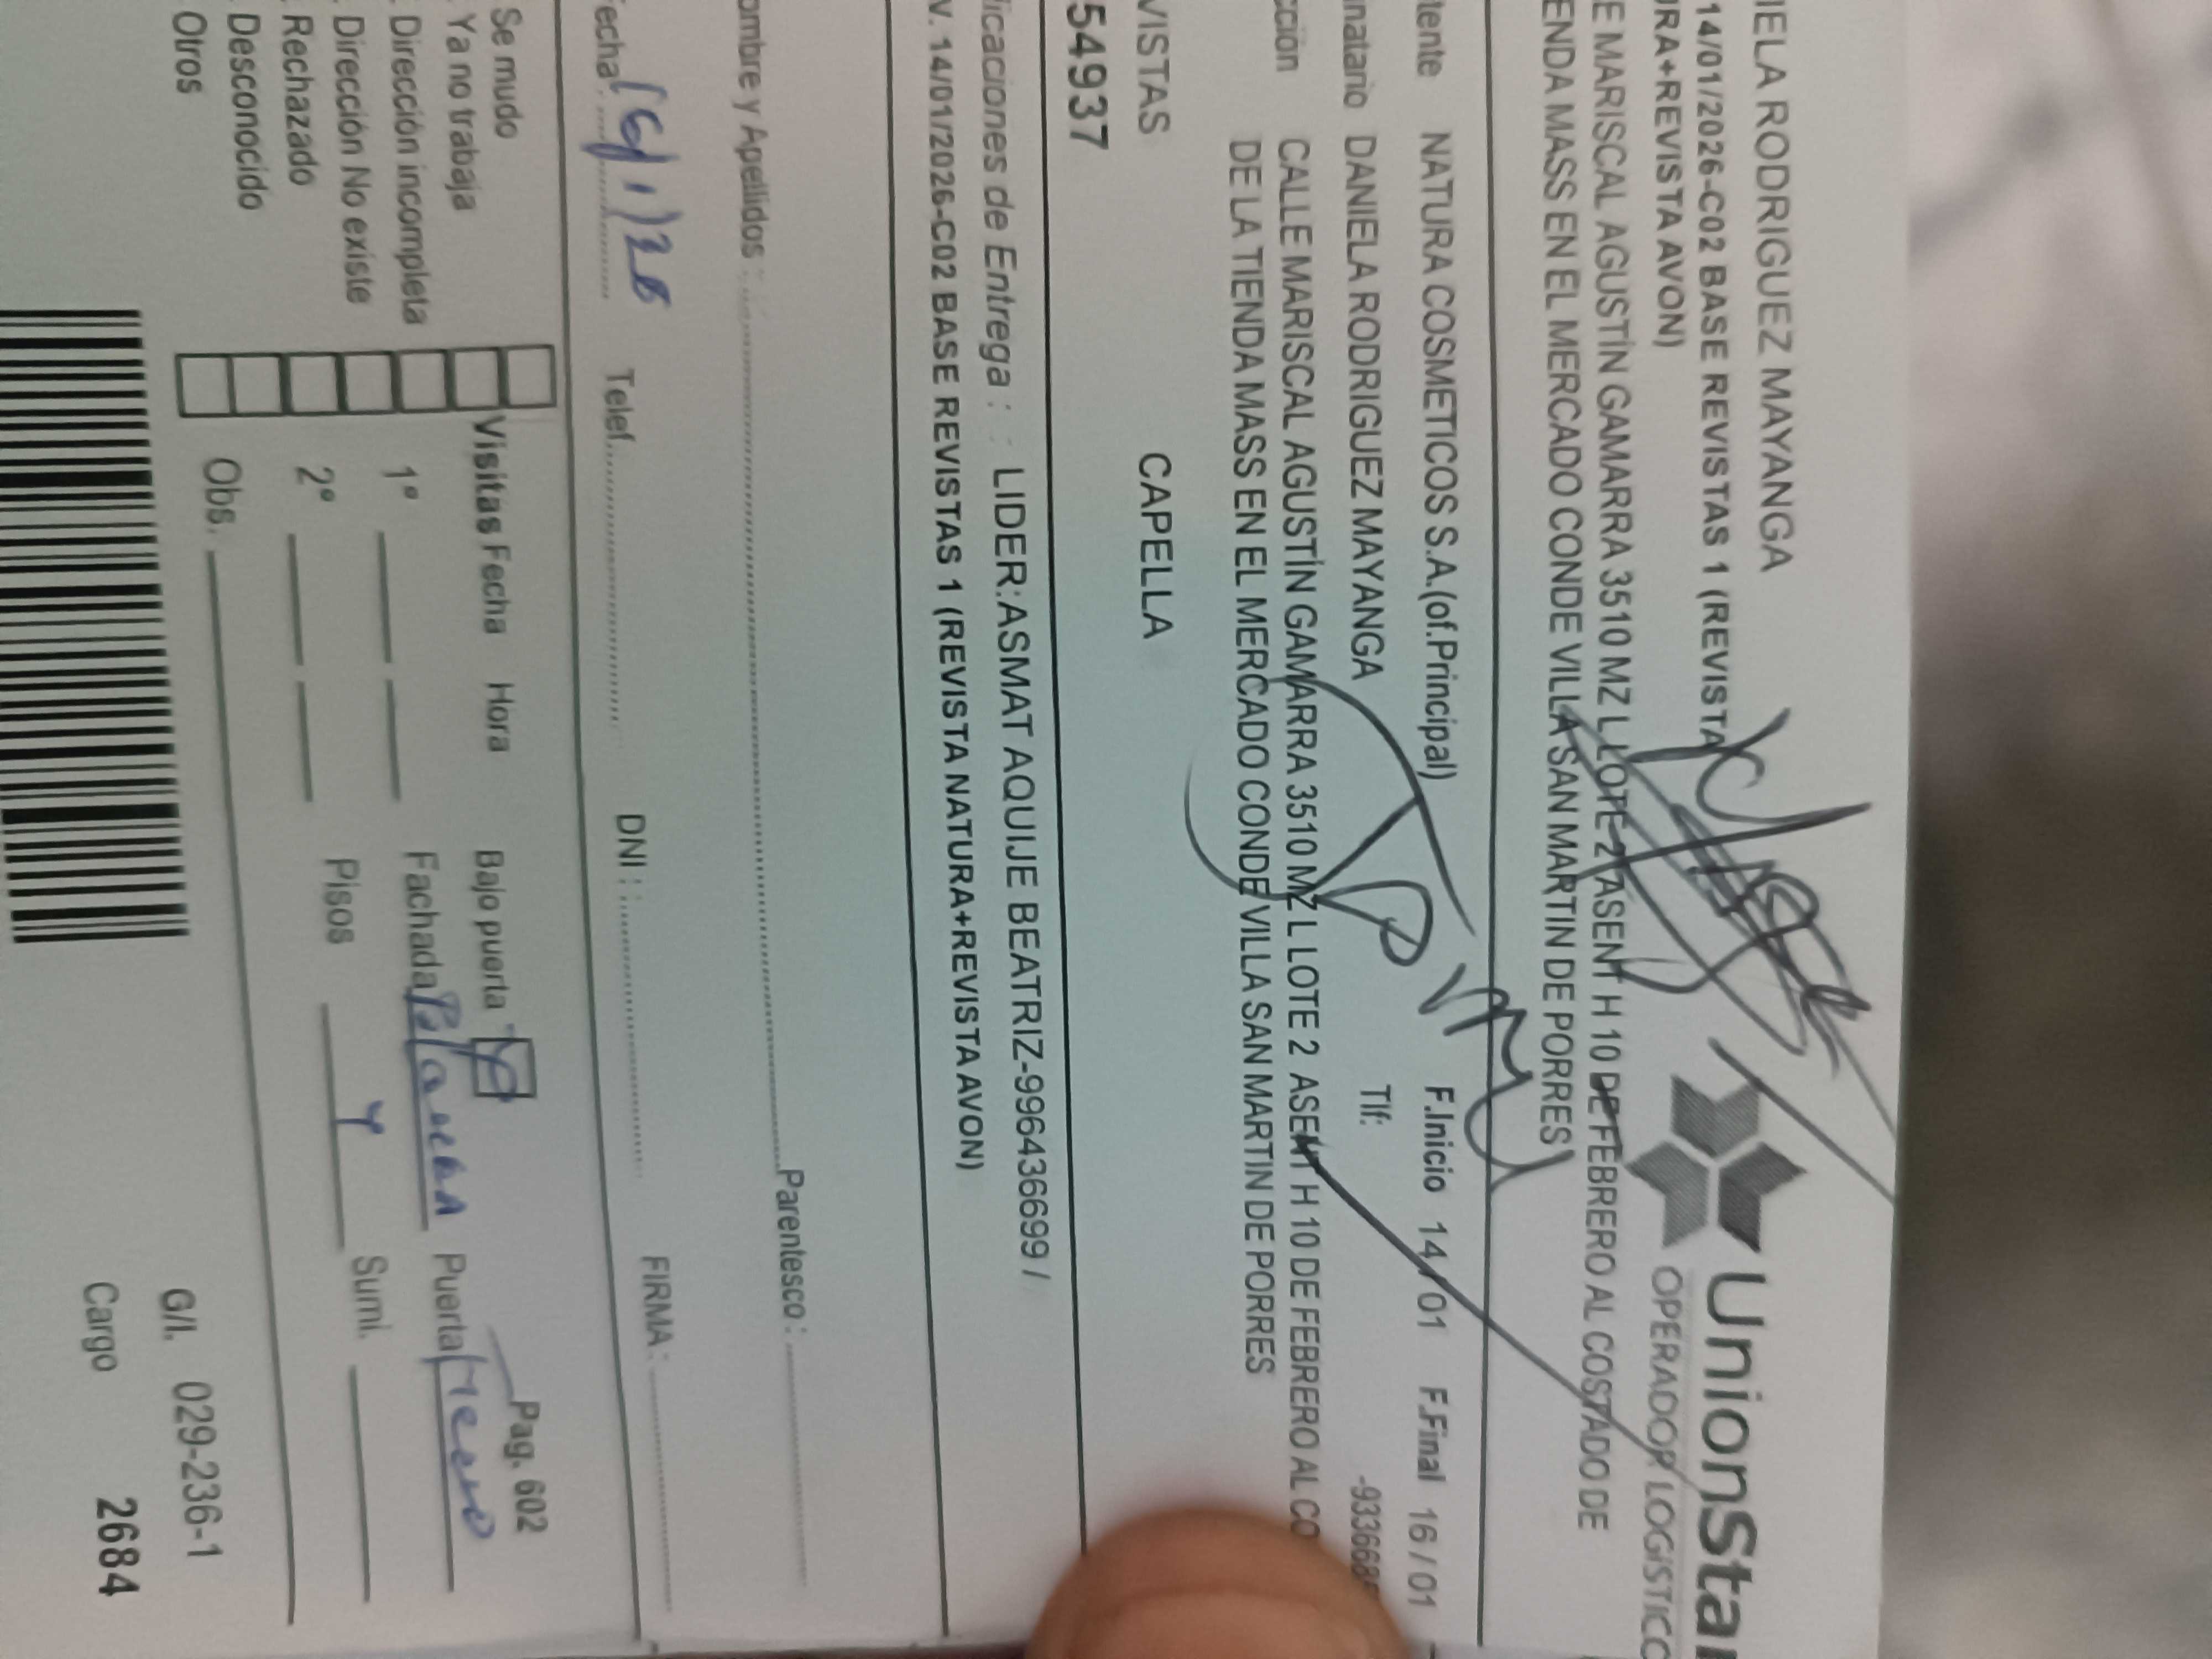 IELA RODRIGUEZ MAYANGA
14/01/2026-C02 BASE REVISTAS 1 (REVISTA
URA+REVISTA AVON)
E MARISCAL AGUSTÍN GAMARRA 3510 MZ L LOTE 2 ASENT H 10 DE FEBRERO AL COSTADO DE
ENDA MASS EN EL MERCADO CONDE VILLA SAN MARTIN DE PORRES
UnionStar
OPERADOR LOGISTICO
tente NATURA COSMETICOS S.A.(of.Principal) F.Inicio 14/01 F.Final 16/01
natario DANIELA RODRIGUEZ MAYANGA Tlf: -933668
cción CALLE MARISCAL AGUSTÍN GAMARRA 3510 MZ L LOTE 2 ASENT H 10 DE FEBRERO AL CO
DE LA TIENDA MASS EN EL MERCADO CONDE VILLA SAN MARTIN DE PORRES
VISTAS CAPELLA
54937
licaciones de Entrega : : LIDER:ASMAT AQUIJE BEATRIZ-996436699 /
V. 14/01/2026-C02 BASE REVISTAS 1 (REVISTA NATURA+REVISTA AVON)
ombre y Apellidos : Parentesco :
Fecha: Telef. DNI : FIRMA :
Se mudo
Ya no trabaja
Dirección incompleta
Dirección No existe
Rechazado
Desconocido
Otros
Visitas Fecha Hora
1º
2º
Obs.
Bajo puerta
Pag. 602
Fachada Puerta
Pisos Sumi.
G/I. 029-236-1
Cargo 2684